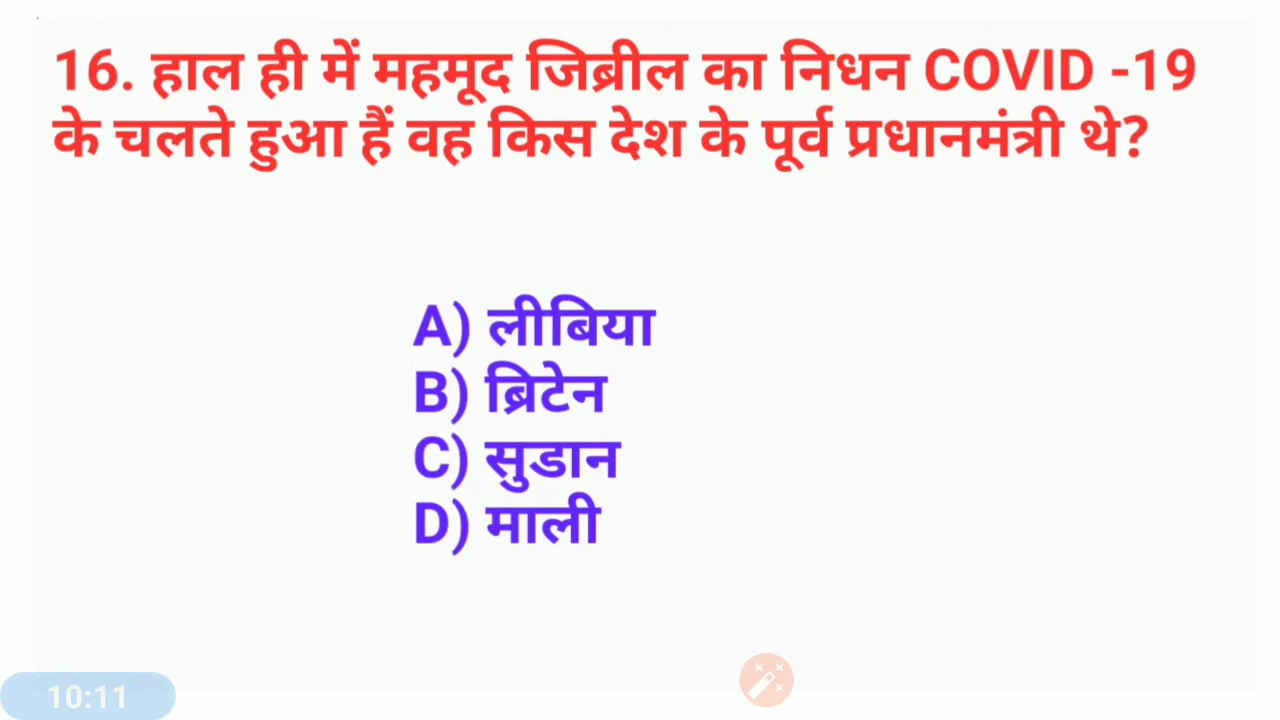 16. हाल ही में महमूद जिब्रील का निधन COVID -19
के चलते हुआ हैं वह किस देश के पूर्व प्रधानमंत्री थे?
A) लीबिया
B) ब्रिटेन
C) सुडान
D) माली
10:11